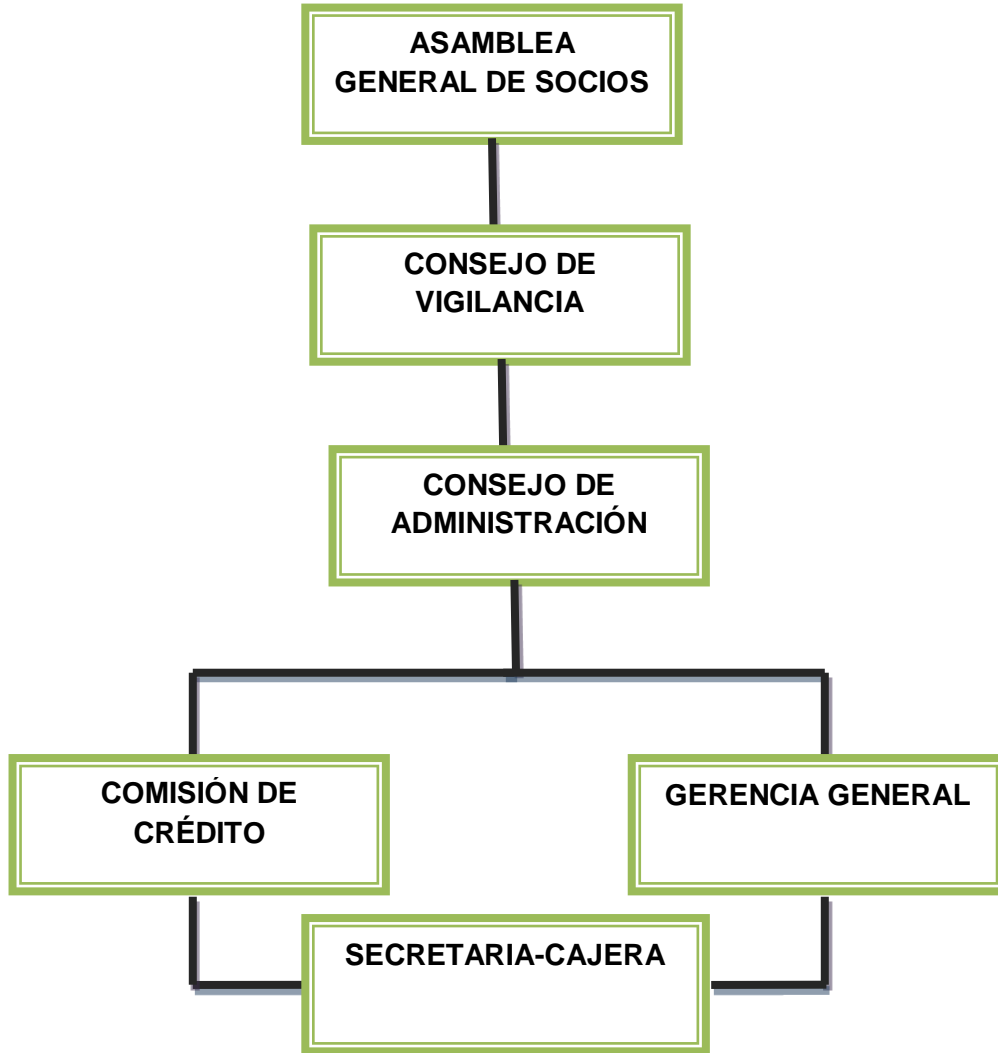 ASAMBLEA
GENERAL DE SOCIOS
CONSEJO DE
VIGILANCIA
CONSEJO DE
ADMINISTRACIÓN
COMISIÓN DE
CRÉDITO
GERENCIA GENERAL
SECRETARIA-CAJERA